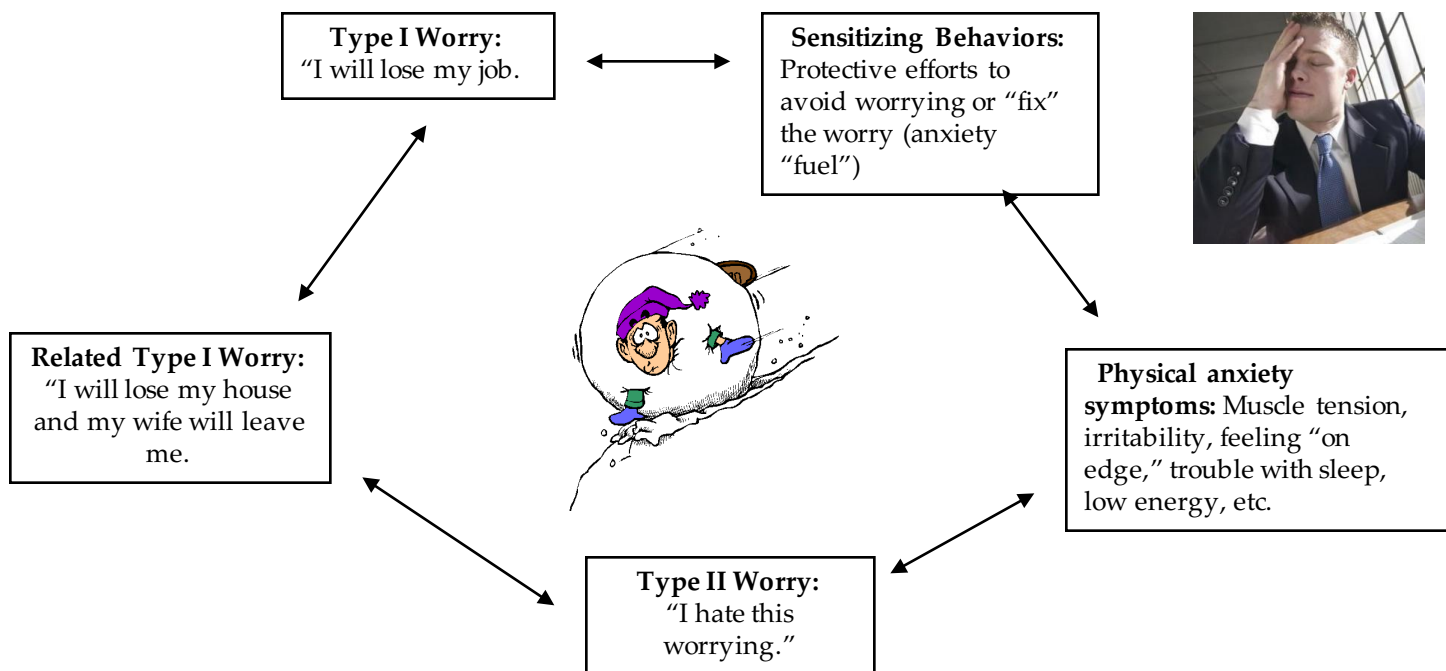 Type I Worry:
“I will lose my job.
Sensitizing Behaviors:
Protective efforts to
avoid worrying or “fix”
the worry (anxiety
“fuel”)
Related Type I Worry:
“I will lose my house
and my wife will leave
me.
Physical anxiety
symptoms: Muscle tension,
irritability, feeling “on
edge,” trouble with sleep,
low energy, etc.
Type II Worry:
“I hate this
worrying.”